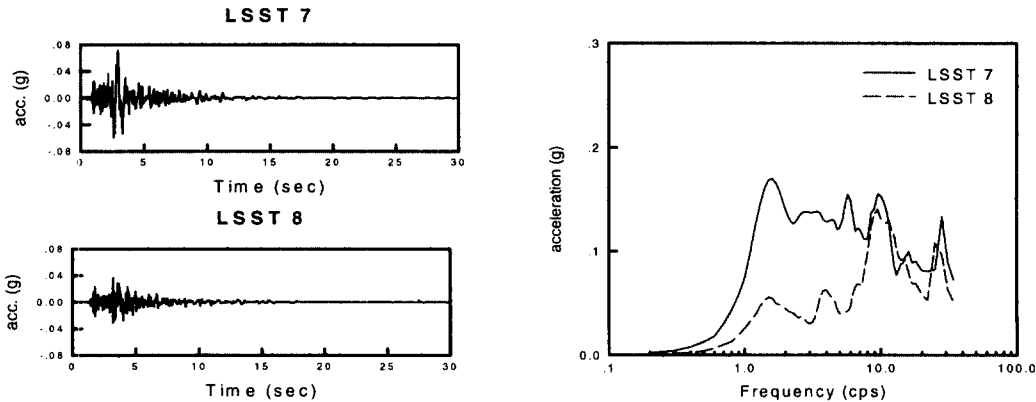 LSST 7
.08
.04
0.00
-.04
-.08
acc. (g)
0 5 10 15 20 25 30
Time (sec)
LSST 8
.08
.04
0.00
-.04
-.08
acc. (g)
0 5 10 15 20 25 30
Time (sec)
.3
.2
.1
0.0
acceleration (g)
LSST 7
LSST 8
.1 1.0 10.0 100.0
Frequency (cps)